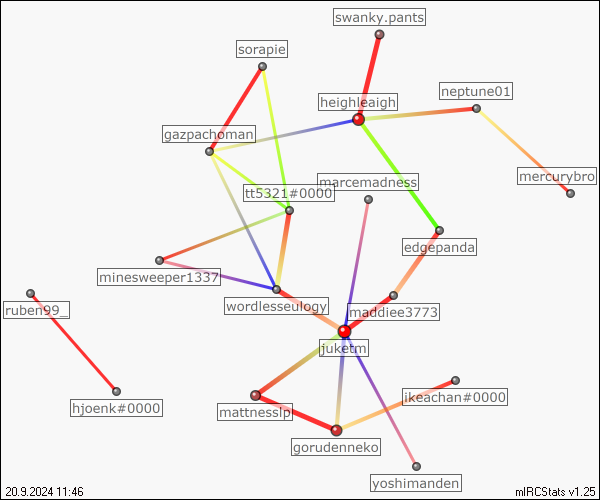 swanky.pants
sorapie
neptune01
heighleaigh
gazpachoman
mercurybro
marcemadness
tt5321#0000
edgepanda
minesweeper1337
wordlesseulogy
maddiee3773
ruben99_
juketm
ikeachan#0000
hjoenk#0000
mattnesslp
gorudenneko
yoshimanden
20.9.2024 11:46
mIRCStats v1.25